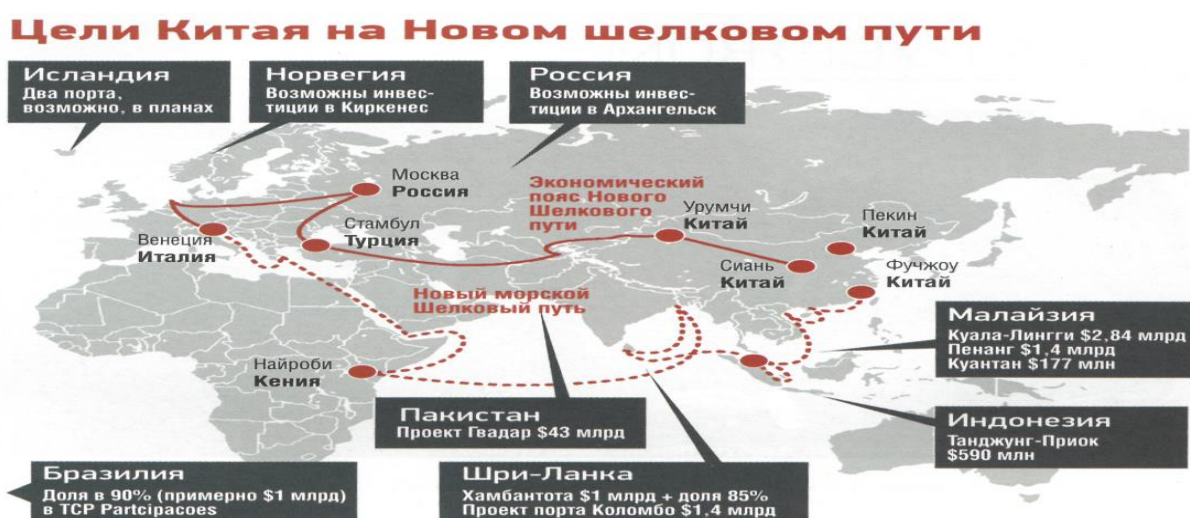 Цели Китая на Новом шелковом пути
Исландия
Два порта,
возможно, в планах
Норвегия
Возможны инвес-
тиции в Киркенес
Россия
Возможны инвес-
тиции в Архангельск
Москва
Россия
Экономический
пояс Нового
Шелкового
пути
Урумчи
Китай
Пекин
Китай
Стамбул
Турция
Венеция
Италия
Сиань
Китай
Фучжоу
Китай
Новый морской
Шелковый путь
Малайзия
Куала-Лингги $2,84 млрд
Пенанг $1,4 млрд
Куантан $177 млн
Найроби
Кения
Пакистан
Проект Гвадар $43 млрд
Индонезия
Танджунг-Приок
$590 млн
Бразилия
Доля в 90% (примерно $1 млрд)
в TCP Partcipacoes
Шри-Ланка
Хамбантота $1 млрд + доля 85%
Проект порта Коломбо $1,4 млрд